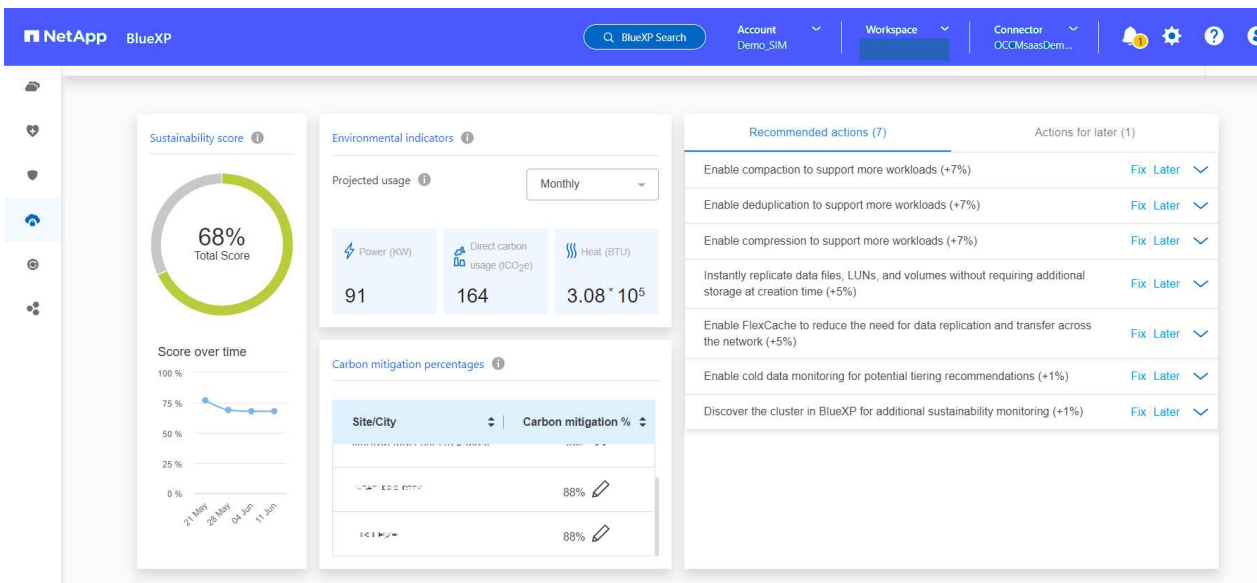 NetApp BlueXP
BlueXP Search
Account
Demo_SIM
Workspace
Connector
OCCMsaasDem...
1
Sustainability score
68%
Total Score
Score over time
100 %
75 %
50 %
25 %
0 %
21 May
28 May
04 Jun
11 Jun
Environmental indicators
Projected usage
Monthly
Power (KW)
91
Direct carbon
usage (tCO2e)
164
Heat (BTU)
3.08 * 10⁵
Carbon mitigation percentages
Site/City
Carbon mitigation %
88%
88%
Recommended actions (7)
Actions for later (1)
Enable compaction to support more workloads (+7%)
Fix Later
Enable deduplication to support more workloads (+7%)
Fix Later
Enable compression to support more workloads (+7%)
Fix Later
Instantly replicate data files, LUNs, and volumes without requiring additional
storage at creation time (+5%)
Fix Later
Enable FlexCache to reduce the need for data replication and transfer across
the network (+5%)
Fix Later
Enable cold data monitoring for potential tiering recommendations (+1%)
Fix Later
Discover the cluster in BlueXP for additional sustainability monitoring (+1%)
Fix Later